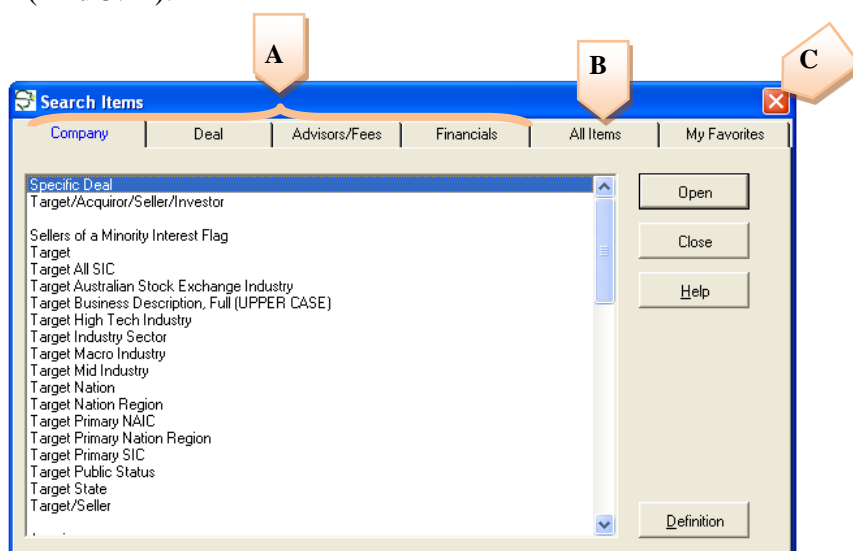 A
B
C
Search Items
Company Deal Advisors/Fees Financials All Items My Favorites
Specific Deal
Target/Acquiror/Seller/Investor
Sellers of a Minority Interest Flag
Target
Target All SIC
Target Australian Stock Exchange Industry
Target Business Description, Full (UPPER CASE)
Target High Tech Industry
Target Industry Sector
Target Macro Industry
Target Mid Industry
Target Nation
Target Nation Region
Target Primary NAIC
Target Primary Nation Region
Target Primary SIC
Target Public Status
Target State
Target/Seller
Open
Close
Help
Definition